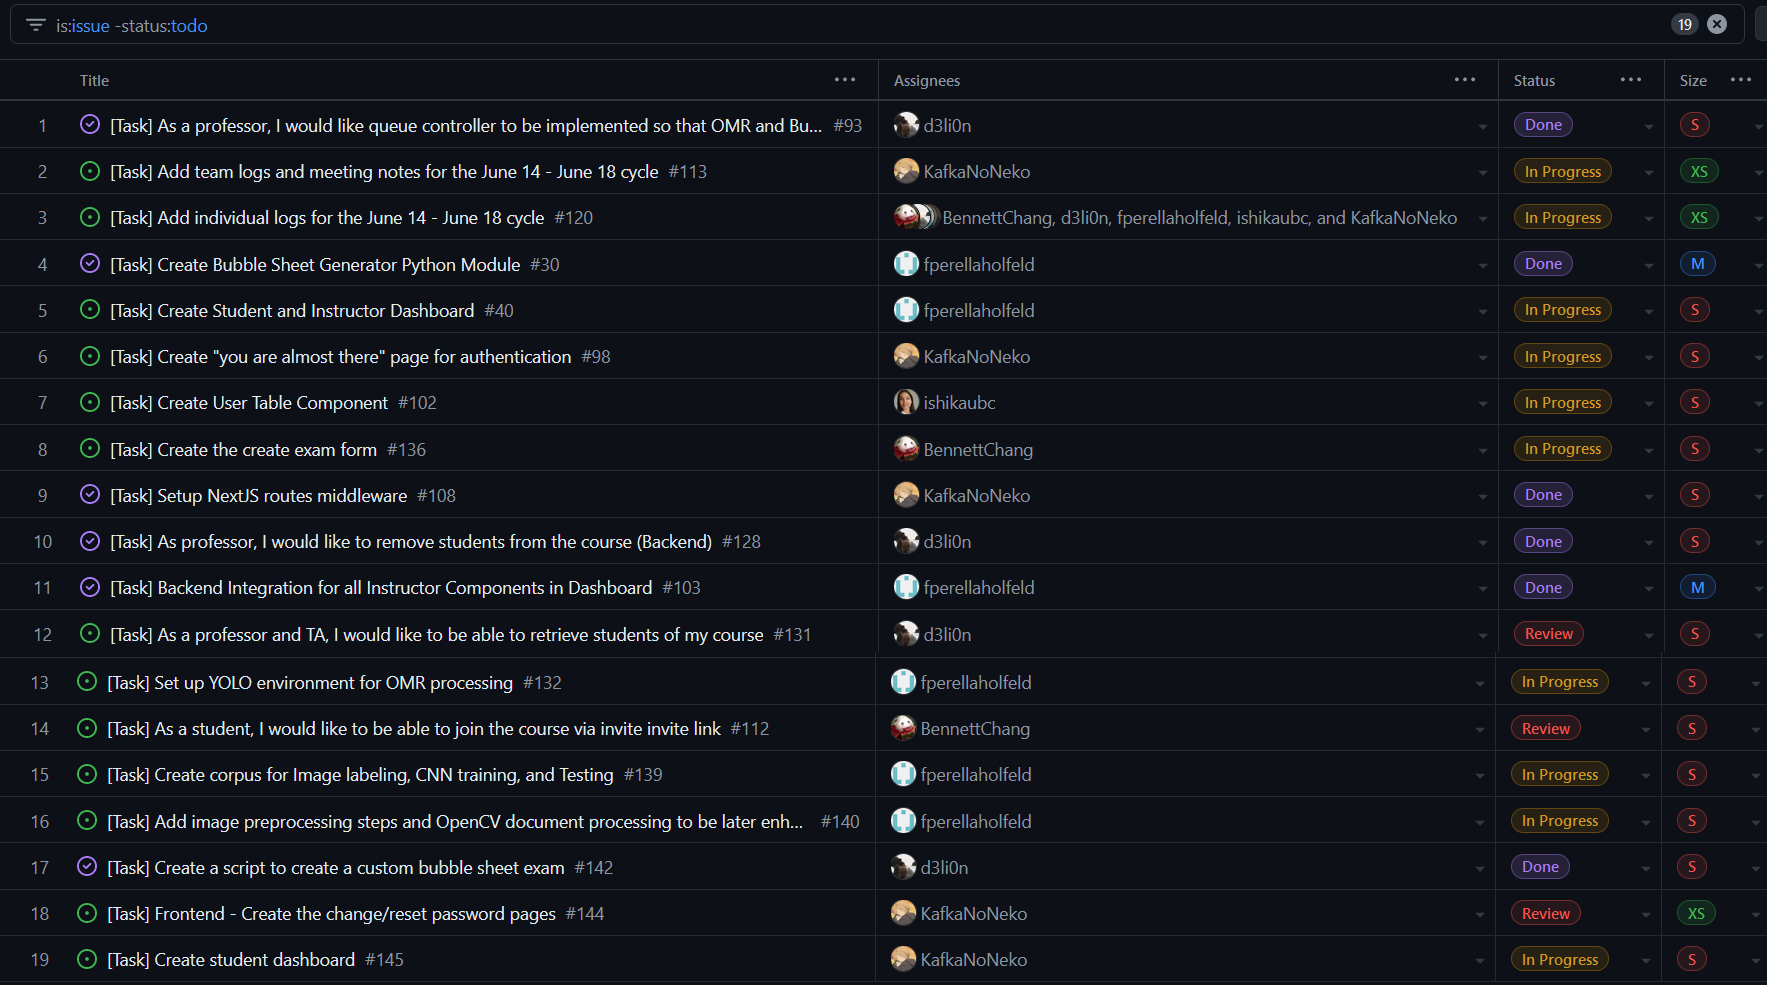 is:issue -status:todo 19
Title Assignees Status Size
1 [Task] As a professor, I would like queue controller to be implemented so that OMR and Bu... #93 d3li0n Done S
2 [Task] Add team logs and meeting notes for the June 14 - June 18 cycle #113 KafkaNoNeko In Progress XS
3 [Task] Add individual logs for the June 14 - June 18 cycle #120 BennettChang, d3li0n, fperellaholfeld, ishikaubc, and KafkaNoNeko In Progress XS
4 [Task] Create Bubble Sheet Generator Python Module #30 fperellaholfeld Done M
5 [Task] Create Student and Instructor Dashboard #40 fperellaholfeld In Progress S
6 [Task] Create "you are almost there" page for authentication #98 KafkaNoNeko In Progress S
7 [Task] Create User Table Component #102 ishikaubc In Progress S
8 [Task] Create the create exam form #136 BennettChang In Progress S
9 [Task] Setup NextJS routes middleware #108 KafkaNoNeko Done S
10 [Task] As professor, I would like to remove students from the course (Backend) #128 d3li0n Done S
11 [Task] Backend Integration for all Instructor Components in Dashboard #103 fperellaholfeld Done M
12 [Task] As a professor and TA, I would like to be able to retrieve students of my course #131 d3li0n Review S
13 [Task] Set up YOLO environment for OMR processing #132 fperellaholfeld In Progress S
14 [Task] As a student, I would like to be able to join the course via invite invite link #112 BennettChang Review S
15 [Task] Create corpus for Image labeling, CNN training, and Testing #139 fperellaholfeld In Progress S
16 [Task] Add image preprocessing steps and OpenCV document processing to be later enh... #140 fperellaholfeld In Progress S
17 [Task] Create a script to create a custom bubble sheet exam #142 d3li0n Done S
18 [Task] Frontend - Create the change/reset password pages #144 KafkaNoNeko Review XS
19 [Task] Create student dashboard #145 KafkaNoNeko In Progress S